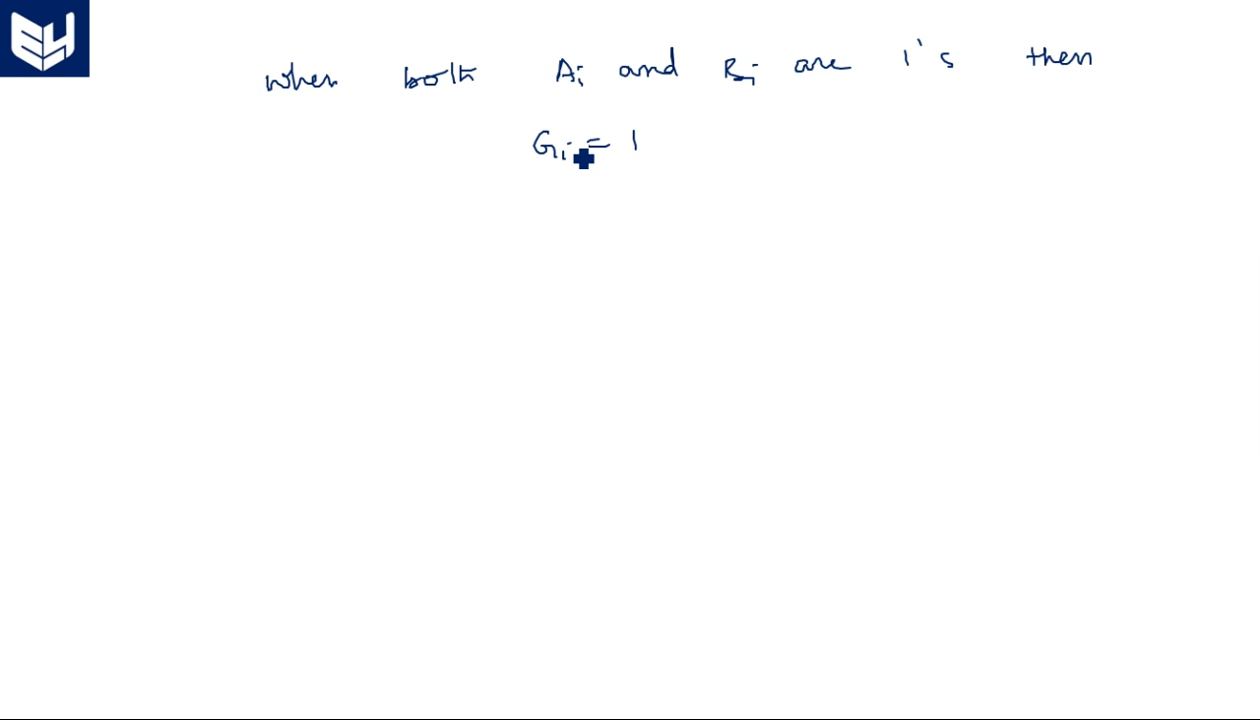 when both Ai and Bi are 1's then
Gi = 1